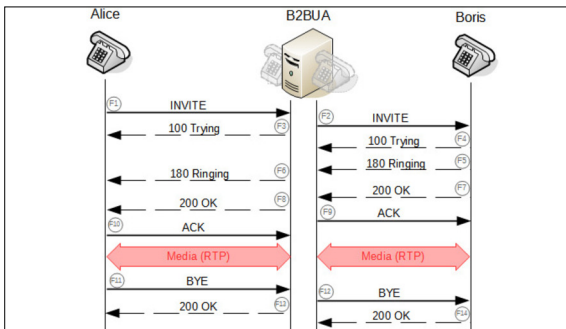 Alice B2BUA Boris
F1 INVITE
F2 INVITE
100 Trying F3
100 Trying F4
180 Ringing F5
180 Ringing F6
200 OK F7
200 OK F8
F9 ACK
F10 ACK
Media (RTP) Media (RTP)
F11 BYE
F12 BYE
200 OK F13
200 OK F14